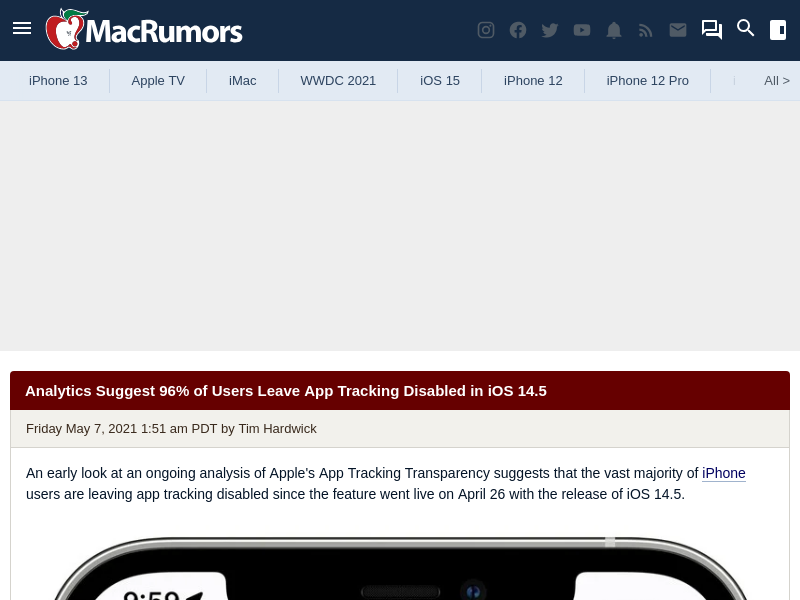 MacRumors
iPhone 13
Apple TV
iMac
WWDC 2021
iOS 15
iPhone 12
iPhone 12 Pro
All >
Analytics Suggest 96% of Users Leave App Tracking Disabled in iOS 14.5
Friday May 7, 2021 1:51 am PDT by Tim Hardwick
An early look at an ongoing analysis of Apple's App Tracking Transparency suggests that the vast majority of iPhone
users are leaving app tracking disabled since the feature went live on April 26 with the release of iOS 14.5.
9:59